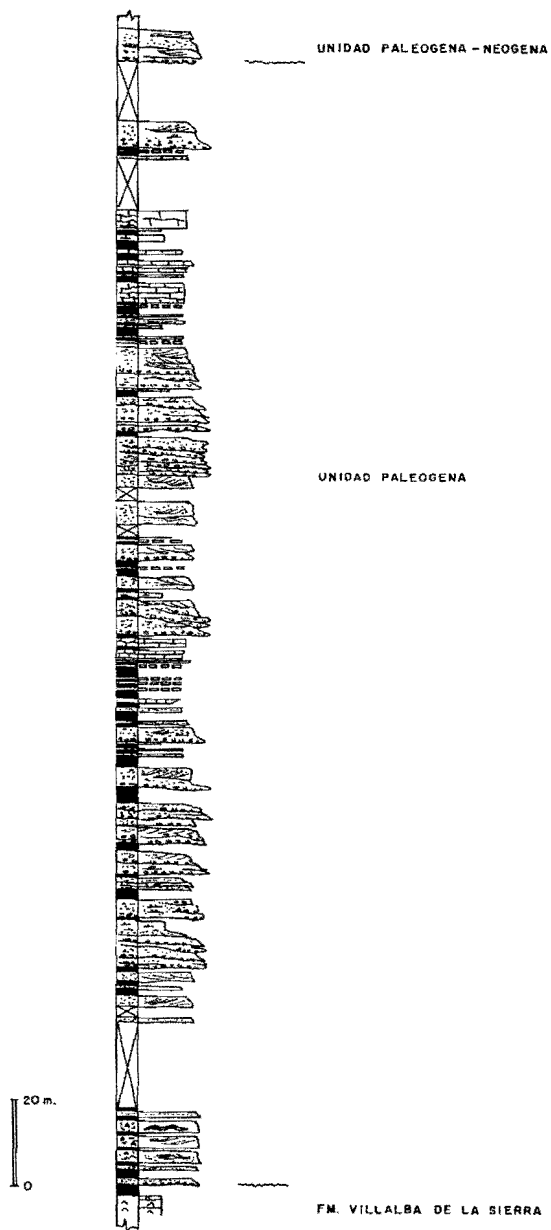 UNIDAD PALEOGENA - NEOGENA
UNIDAD PALEOGENA
20 m.
0
FM. VILLALBA DE LA SIERRA